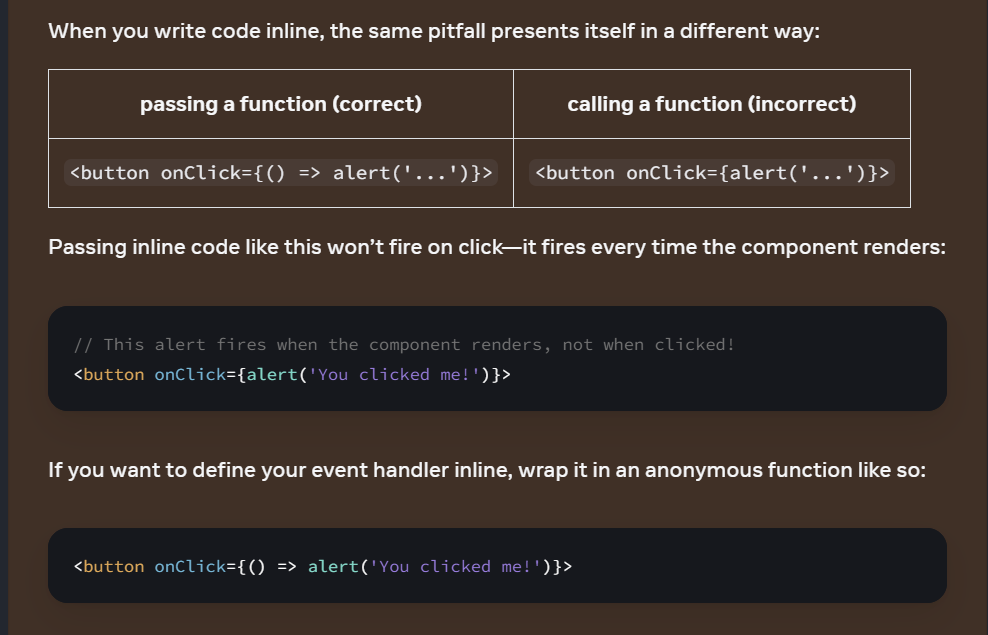 When you write code inline, the same pitfall presents itself in a different way:
passing a function (correct)
calling a function (incorrect)
<button onClick={() => alert('...')}>
<button onClick={alert('...')}>
Passing inline code like this won’t fire on click—it fires every time the component renders:
// This alert fires when the component renders, not when clicked!
<button onClick={alert('You clicked me!')}>
If you want to define your event handler inline, wrap it in an anonymous function like so:
<button onClick={() => alert('You clicked me!')}>